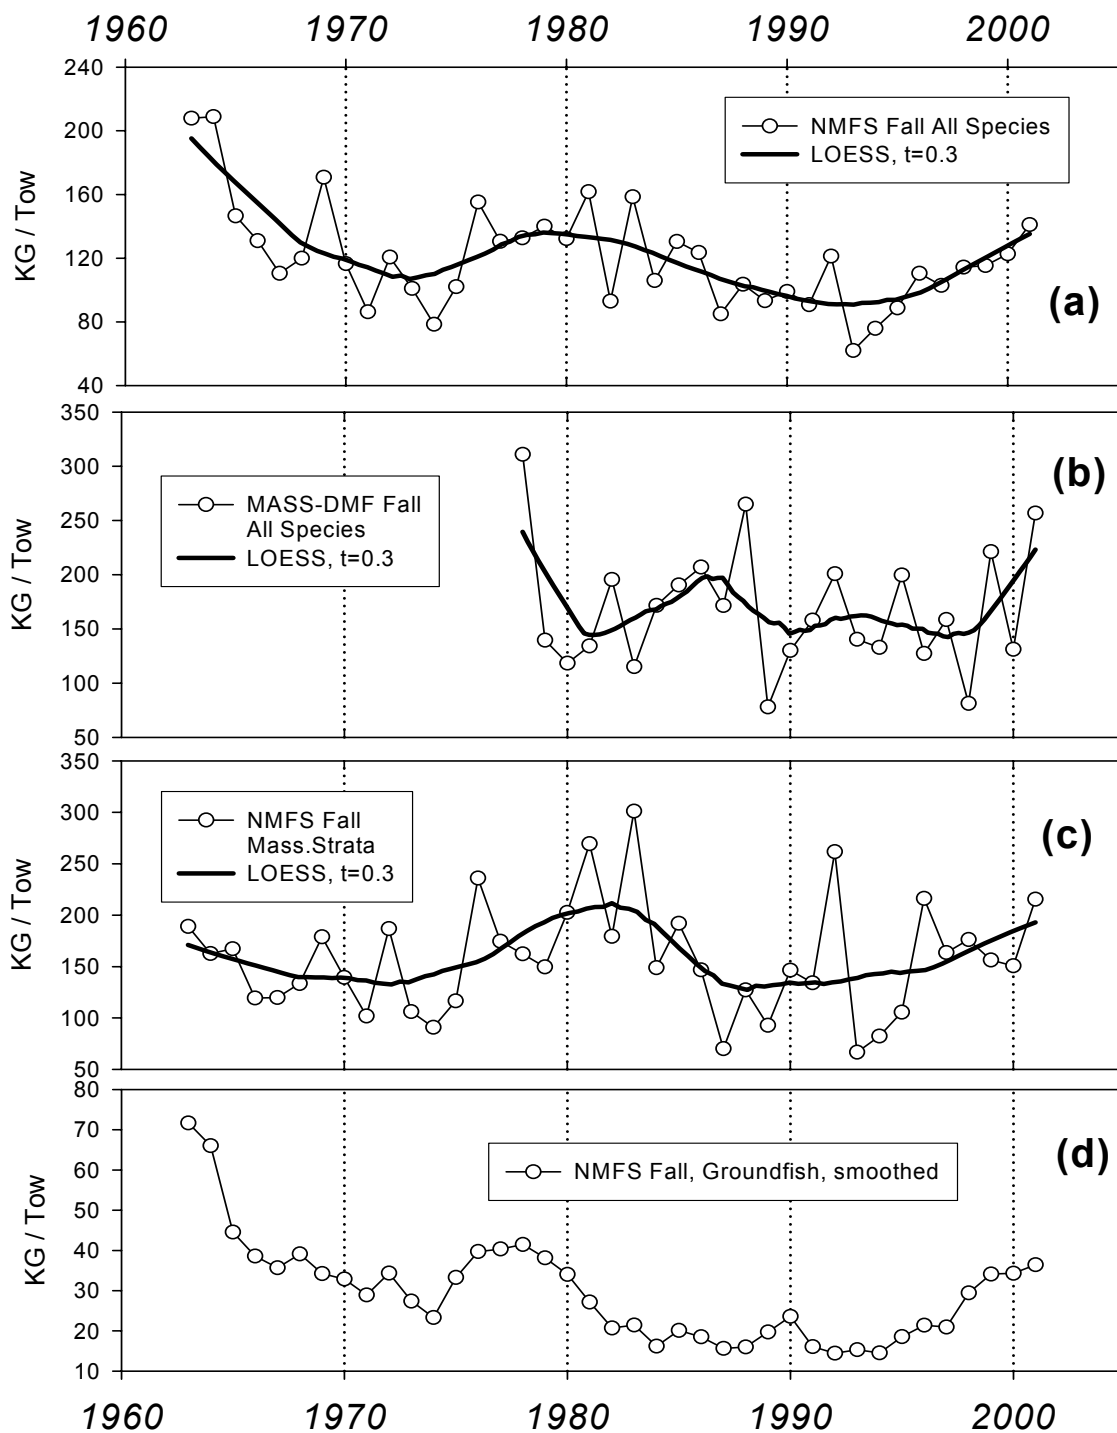 1960 1970 1980 1990 2000
240
200
160
120
80
40
KG / Tow
NMFS Fall All Species
LOESS, t=0.3
(a)
350
300
250
200
150
100
50
KG / Tow
MASS-DMF Fall
All Species
LOESS, t=0.3
(b)
350
300
250
200
150
100
50
KG / Tow
NMFS Fall
Mass.Strata
LOESS, t=0.3
(c)
80
70
60
50
40
30
20
10
KG / Tow
NMFS Fall, Groundfish, smoothed
(d)
1960 1970 1980 1990 2000